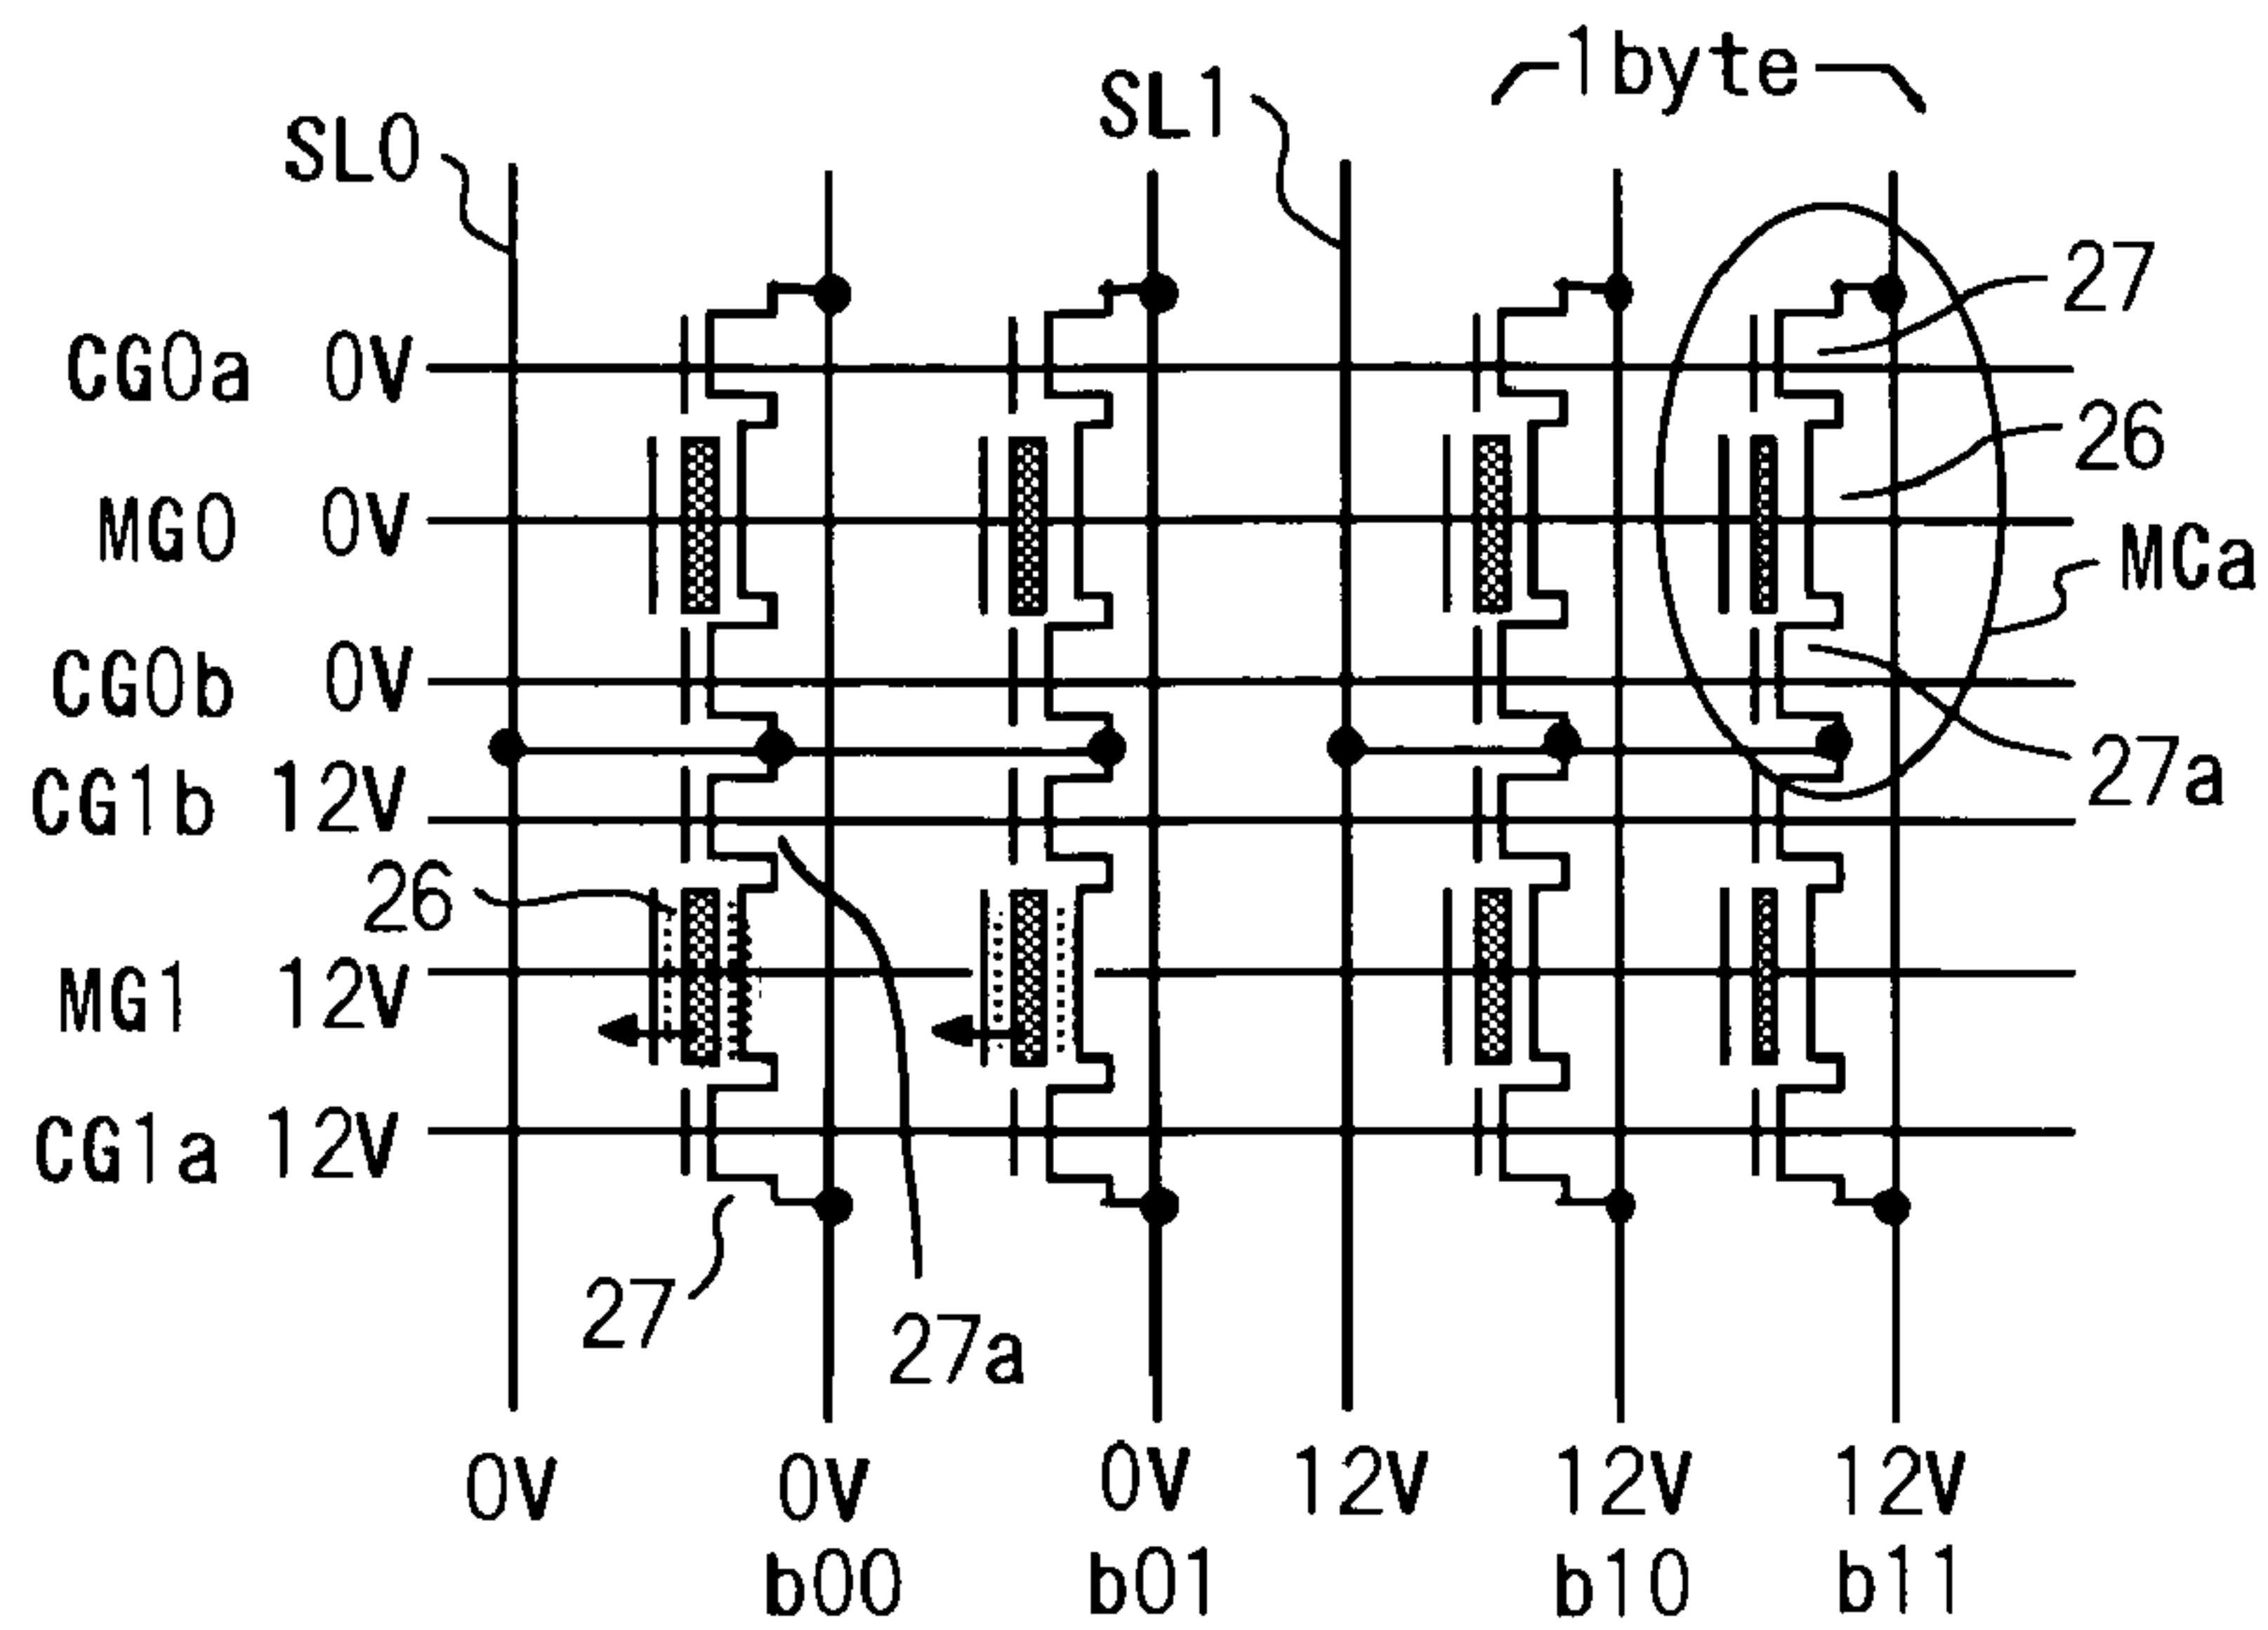 1byte
SL1
SL0
27
CG0a 0V
26
MG0 0V
MCa
CG0b 0V
27a
CG1b 12V
26
MG1 12V
CG1a 12V
27
27a
0V 0V 0V 12V 12V 12V
b00 b01 b10 b11